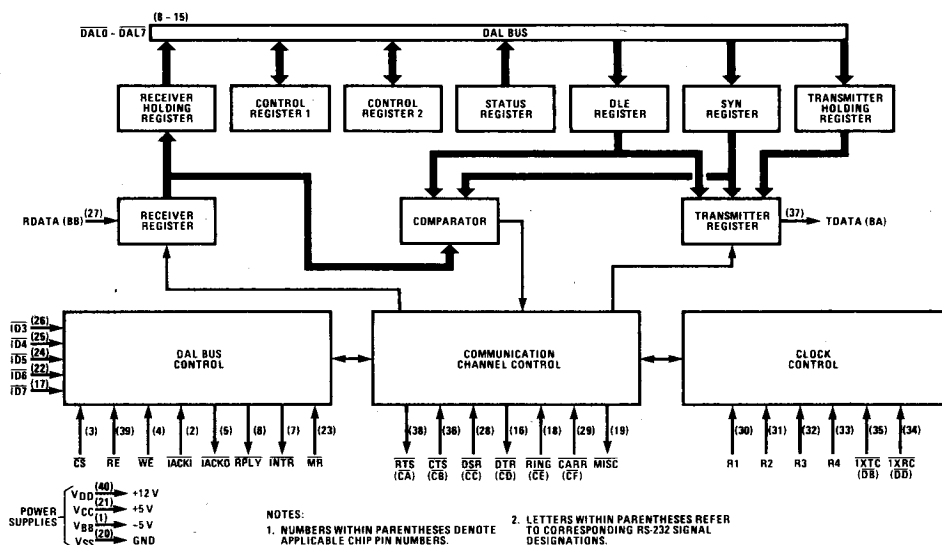 (8 - 15)
DAL0 - DAL7
DAL BUS
RECEIVER
HOLDING
REGISTER
CONTROL
REGISTER 1
CONTROL
REGISTER 2
STATUS
REGISTER
DLE
REGISTER
SYN
REGISTER
TRANSMITTER
HOLDING
REGISTER
RDATA (BB)
(27)
RECEIVER
REGISTER
COMPARATOR
TRANSMITTER
REGISTER
(37)
TDATA (BA)
ID3 (26)
ID4 (25)
ID5 (24)
ID6 (22)
ID7 (17)
DAL BUS
CONTROL
COMMUNICATION
CHANNEL CONTROL
CLOCK
CONTROL
(3) (39) (4) (2) (5) (8) (7) (23)
CS RE WE IACKI IACKO RPLY INTR MR
(38) (36) (28) (16) (18) (29) (19)
RTS CTS DSR DTR RING CARR MISC
(CA) (CB) (CC) (CD) (CE) (CF)
(30) (31) (32) (33) (35) (34)
R1 R2 R3 R4 1XTC 1XRC
(DB) (DD)
POWER
SUPPLIES
VDD (40) +12 V
VCC (21) +5 V
VBB (1) -5 V
VSS (20) GND
NOTES:
1. NUMBERS WITHIN PARENTHESES DENOTE
APPLICABLE CHIP PIN NUMBERS.
2. LETTERS WITHIN PARENTHESES REFER
TO CORRESPONDING RS-232 SIGNAL
DESIGNATIONS.